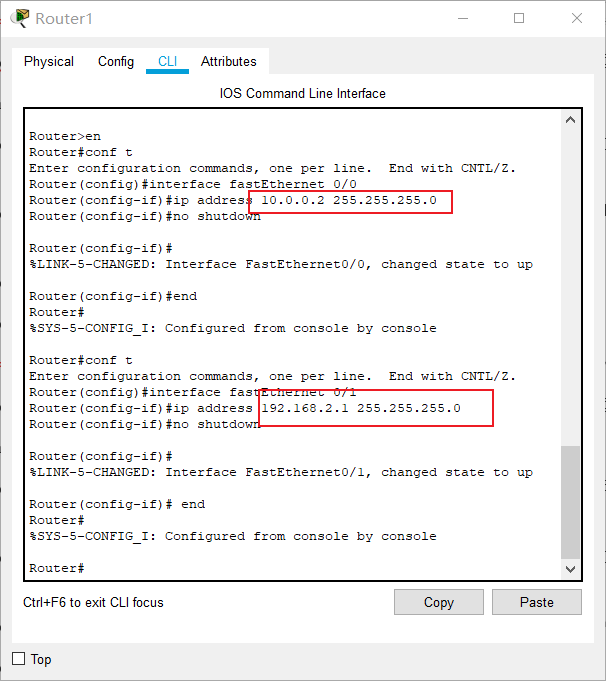 Router1
Physical Config CLI Attributes
IOS Command Line Interface
Router>en
Router#conf t
Enter configuration commands, one per line.  End with CNTL/Z.
Router(config)#interface fastEthernet 0/0
Router(config-if)#ip address 10.0.0.2 255.255.255.0
Router(config-if)#no shutdown
Router(config-if)#
%LINK-5-CHANGED: Interface FastEthernet0/0, changed state to up
Router(config-if)#end
Router#
%SYS-5-CONFIG_I: Configured from console by console
Router#conf t
Enter configuration commands, one per line.  End with CNTL/Z.
Router(config)#interface fastEthernet 0/1
Router(config-if)#ip address 192.168.2.1 255.255.255.0
Router(config-if)#no shutdown
Router(config-if)#
%LINK-5-CHANGED: Interface FastEthernet0/1, changed state to up
Router(config-if)# end
Router#
%SYS-5-CONFIG_I: Configured from console by console
Router#
Ctrl+F6 to exit CLI focus
Copy Paste
Top